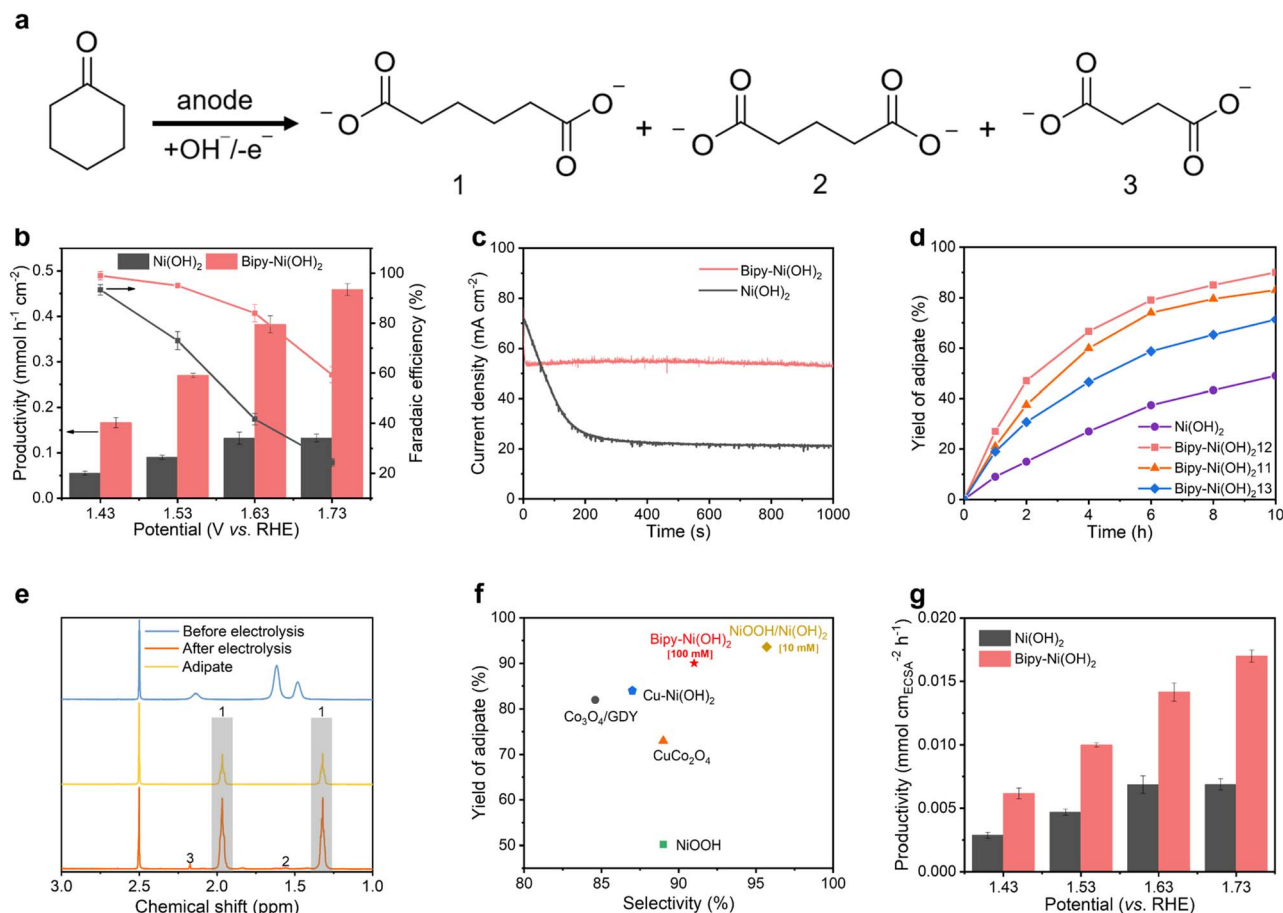 a
O
anode
+OH⁻/-e⁻
⁻O
O
O⁻
O
1
+
⁻O
O
O
O⁻
2
+
⁻O
O
O⁻
O
3
b
Ni(OH)₂ Bipy-Ni(OH)₂
Productivity (mmol h⁻¹ cm⁻²)
0.5
0.4
0.3
0.2
0.1
0.0
100
80
60
40
20
Faradaic efficiency (%)
1.43 1.53 1.63 1.73
Potential (V vs. RHE)
c
Bipy-Ni(OH)₂
Ni(OH)₂
Current density (mA cm⁻²)
100
80
60
40
20
0
0 200 400 600 800 1000
Time (s)
d
Yield of adipate (%)
100
80
60
40
20
0
Ni(OH)₂
Bipy-Ni(OH)₂12
Bipy-Ni(OH)₂11
Bipy-Ni(OH)₂13
0 2 4 6 8 10
Time (h)
e
Before electrolysis
After electrolysis
Adipate
1 1
3 2
3.0 2.5 2.0 1.5 1.0
Chemical shift (ppm)
f
Yield of adipate (%)
100
95
90
85
80
75
70
65
60
55
50
45
Bipy-Ni(OH)₂
[100 mM]
NiOOH/Ni(OH)₂
[10 mM]
Cu-Ni(OH)₂
Co₃O₄/GDY
CuCo₂O₄
NiOOH
80 85 90 95 100
Selectivity (%)
g
Ni(OH)₂
Bipy-Ni(OH)₂
Productivity (mmol cm_ECSA⁻² h⁻¹)
0.020
0.015
0.010
0.005
0.000
1.43 1.53 1.63 1.73
Potential (vs. RHE)